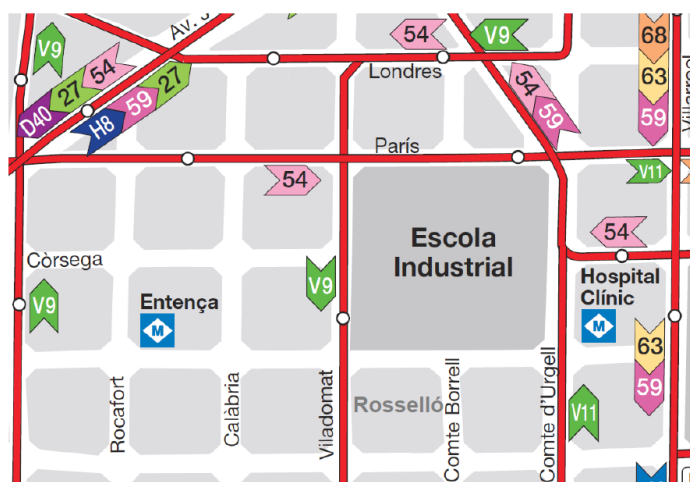 V9
Av. J
54
27
D40
27
59
H8
54
V9
Londres
54
59
68
63
59
Villarroel
París
54
V11
54
Escola
Industrial
Còrsega
V9
Entença
M
V9
Hospital
Clínic
M
63
59
Rocafort
Calàbria
Viladomat
Rosselló
Comte Borrell
Comte d'Urgell
V11